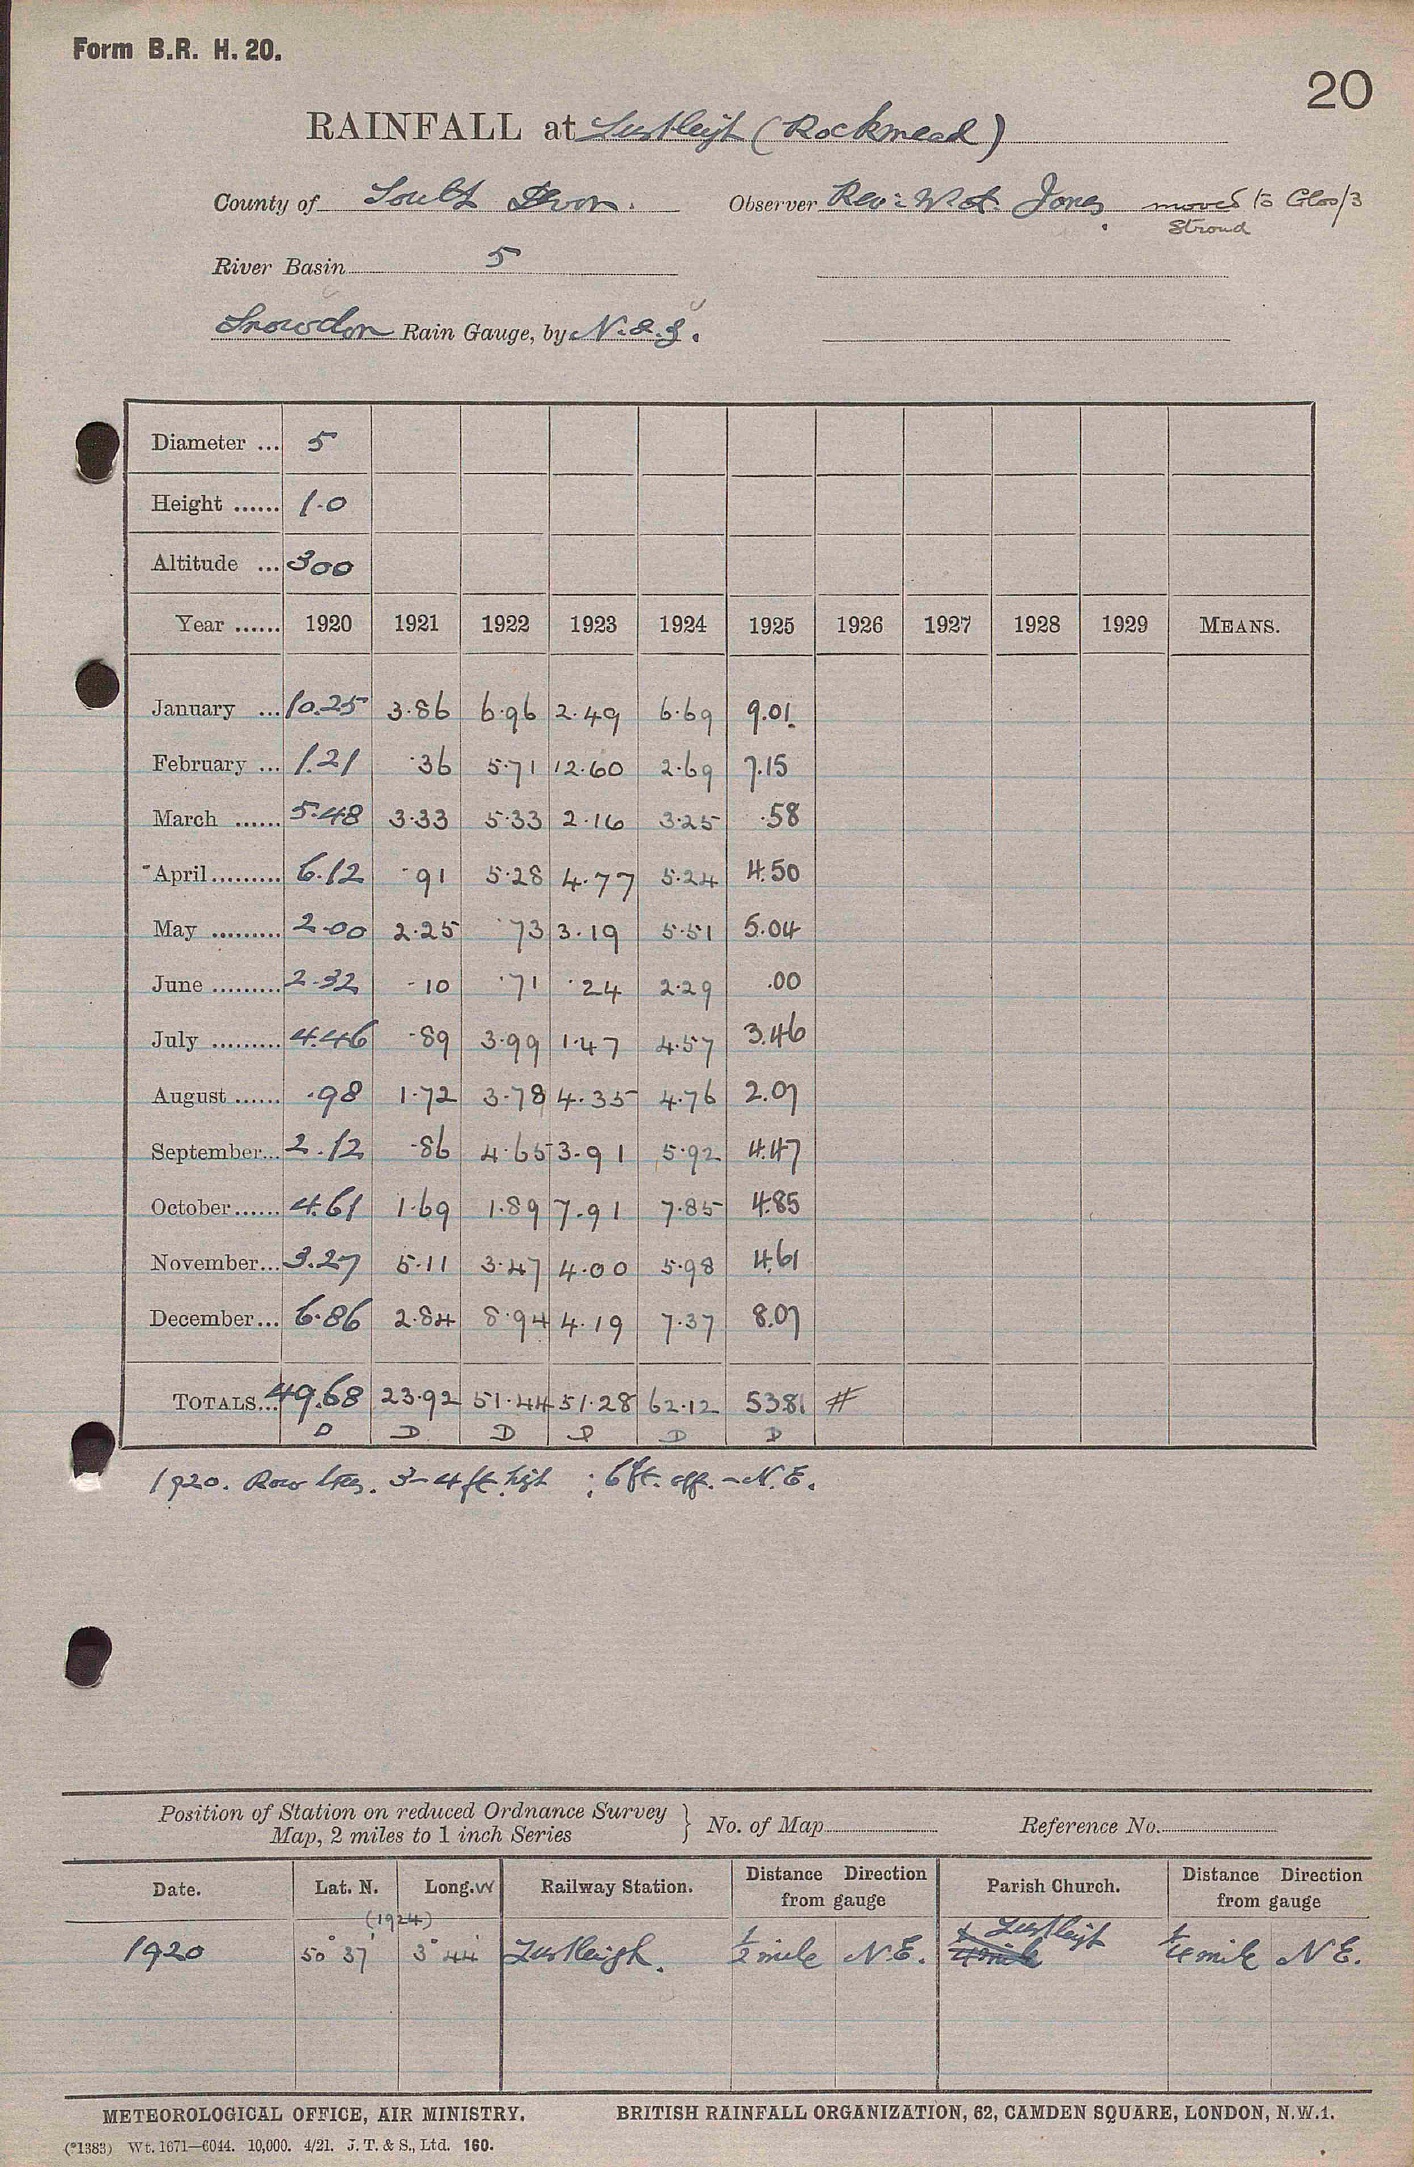 Form B.R. H. 20.
20
RAINFALL at Lustleigh (Rockmead)
County of South Devon. Observer Rev: W. A. Jones. moved to Glos/3
Stroud
River Basin 5
Snowdon Rain Gauge, by N. & Z.
Diameter ... 5
Height ...... 1.0
Altitude ... 300
Year ...... 1920 1921 1922 1923 1924 1925 1926 1927 1928 1929 MEANS.
January ... 10.25 3.86 6.96 2.49 6.69 9.01
February ... 1.21 .36 5.71 12.60 2.69 7.15
March ...... 5.48 3.33 5.33 2.16 3.25 .58
April ......... 6.12 .91 5.28 4.77 5.24 4.50
May ......... 2.00 2.25 .73 3.19 5.51 5.04
June ......... 2.32 .10 .71 .24 2.29 .00
July ......... 4.46 .89 3.99 1.47 4.57 3.46
August ...... .98 1.72 3.78 4.35 4.76 2.07
September... 2.12 .86 4.65 3.91 5.92 4.47
October...... 4.61 1.69 1.89 7.91 7.85 4.85
November... 3.27 5.11 3.47 4.00 5.98 4.61
December... 6.86 2.84 8.94 4.19 7.37 8.07
TOTALS... 49.68 23.92 51.44 51.28 62.12 53.81 #
D D D D D D
1920. Row tres. 3-4 ft. high ; 6ft. off. - N.E.
Position of Station on reduced Ordnance Survey } No. of Map Reference No.
Map, 2 miles to 1 inch Series
Date. Lat. N. Long. W Railway Station. Distance Direction from gauge Parish Church. Distance Direction from gauge
(1924)
1920 50° 37' 3° 44' Lustleigh. ½ mile N.E. Lustleigh ¼ mile N E.
METEOROLOGICAL OFFICE, AIR MINISTRY. BRITISH RAINFALL ORGANIZATION, 62, CAMDEN SQUARE, LONDON, N.W.1.
(*1383) Wt. 1671—6044. 10,000. 4/21. J. T. & S., Ltd. 160.